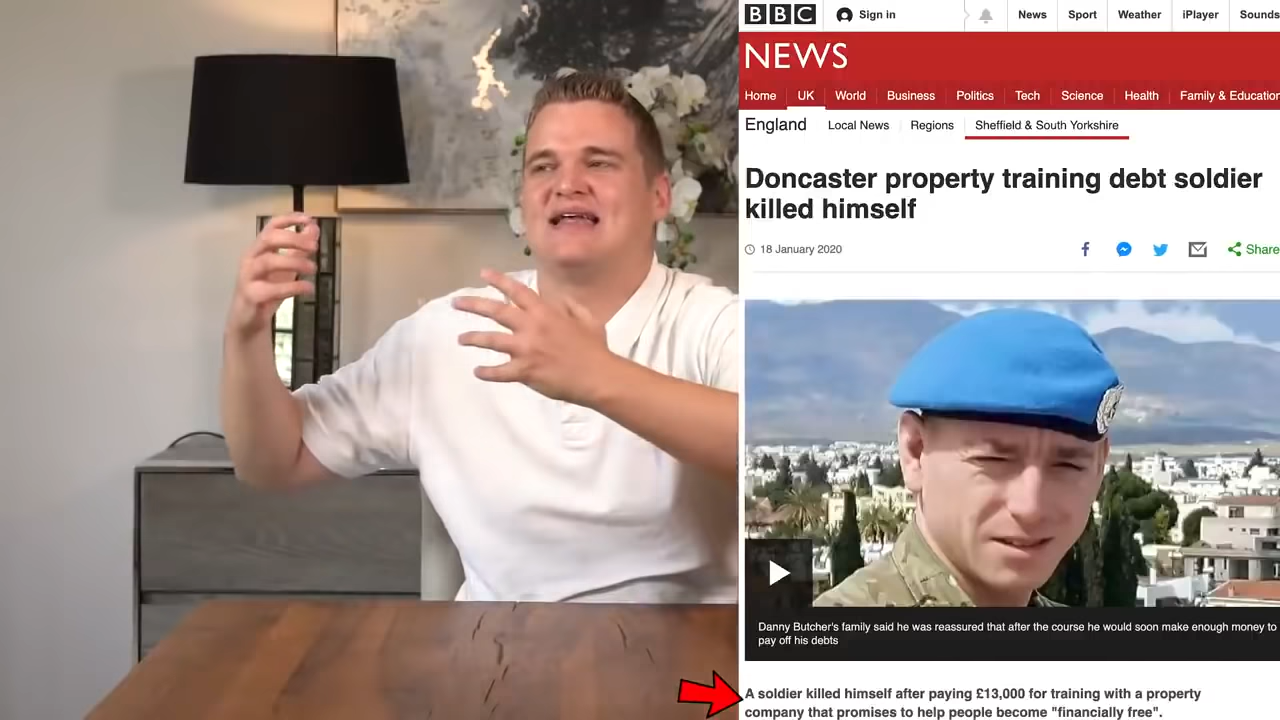 BBC Sign in News Sport Weather iPlayer Sounds
NEWS
Home UK World Business Politics Tech Science Health Family & Education
England Local News Regions Sheffield & South Yorkshire
Doncaster property training debt soldier
killed himself
18 January 2020 Share
Danny Butcher's family said he was reassured that after the course he would soon make enough money to
pay off his debts
A soldier killed himself after paying £13,000 for training with a property
company that promises to help people become "financially free".